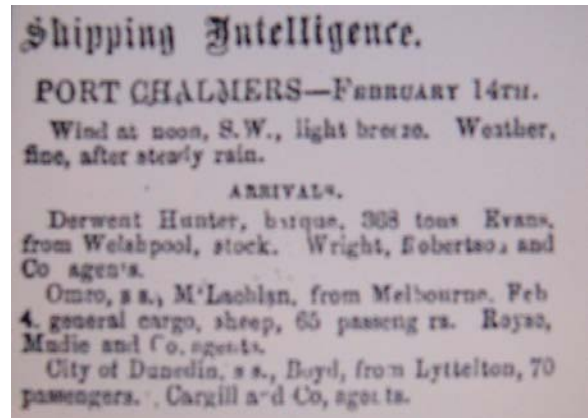 Shipping Intelligence.
PORT CHALMERS—FEBRUARY 14TH.
Wind at noon, S.W., light breeze. Weather,
fine, after steady rain.
ARRIVALS.
Derwent Hunter, barque, 368 tons Evans,
from Welshpool, stock. Wright, Robertson and
Co agents.
Omeo, s s., M'Lachlan, from Melbourne. Feb
4. general cargo, sheep, 65 passeng rs. Royse,
Mudie and Co. agents.
City of Dunedin, s s., Boyd, from Lyttelton, 70
passengers. Cargill and Co, agents.